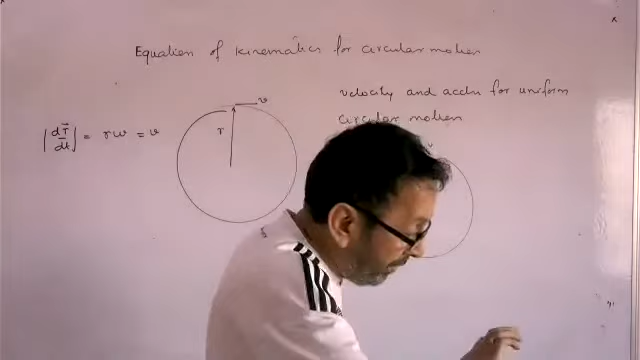 Equation of kinematics for circular motion
velocity and accln for uniform
circular motion
|dr⃗/dt| = rω = v
v
r